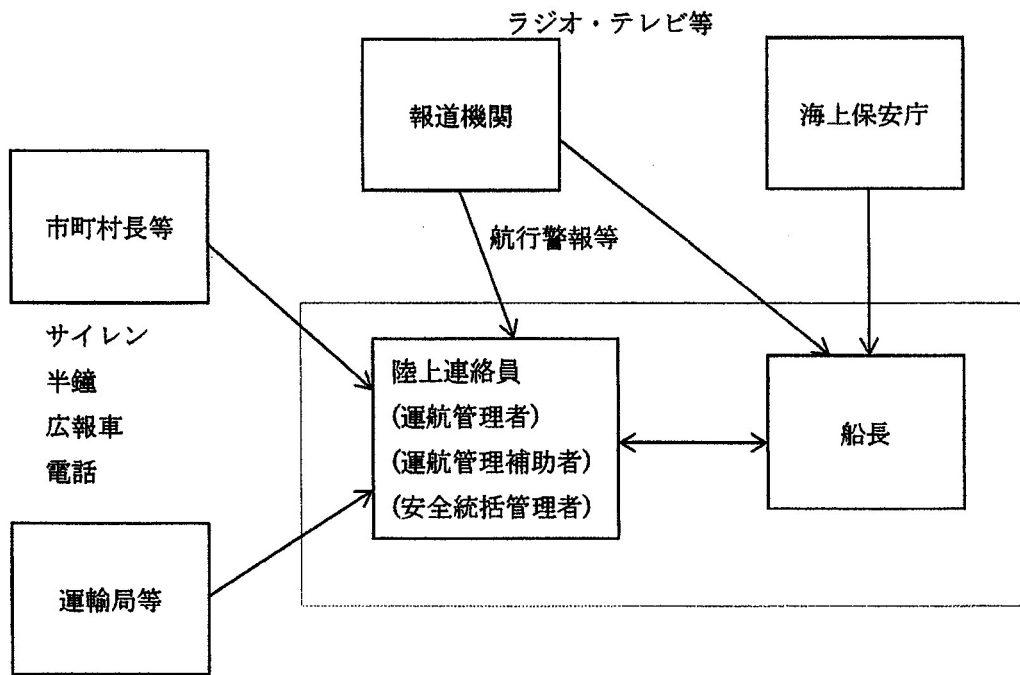 ラジオ・テレビ等
報道機関
海上保安庁
市町村長等
航行警報等
サイレン
半鐘
広報車
電話
陸上連絡員
(運航管理者)
(運航管理補助者)
(安全統括管理者)
船長
運輸局等